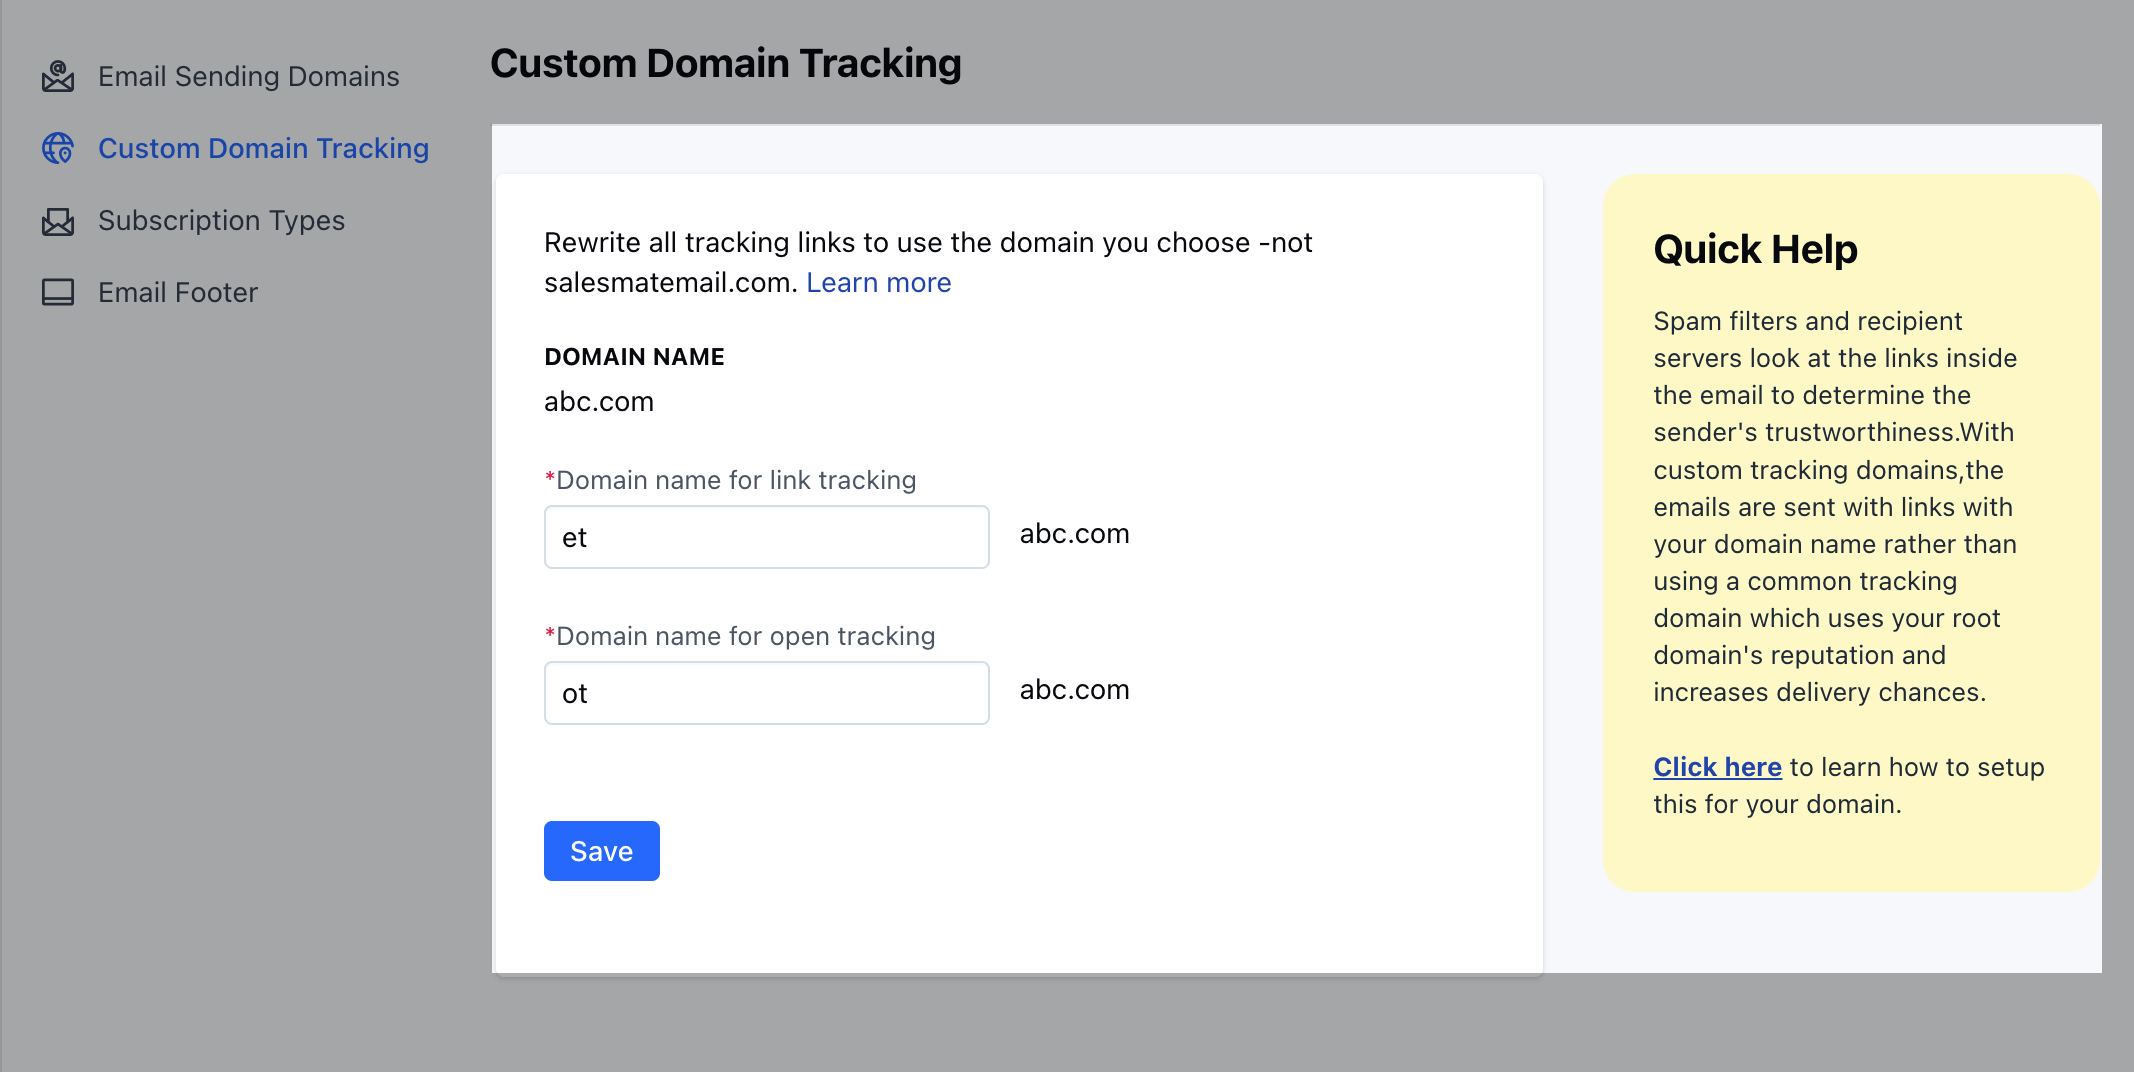 Email Sending Domains
Custom Domain Tracking
Subscription Types
Email Footer
Custom Domain Tracking
Rewrite all tracking links to use the domain you choose -not
salesmatemail.com. Learn more
DOMAIN NAME
abc.com
*Domain name for link tracking
et abc.com
*Domain name for open tracking
ot abc.com
Save
Quick Help
Spam filters and recipient
servers look at the links inside
the email to determine the
sender's trustworthiness.With
custom tracking domains,the
emails are sent with links with
your domain name rather than
using a common tracking
domain which uses your root
domain's reputation and
increases delivery chances.
Click here to learn how to setup
this for your domain.